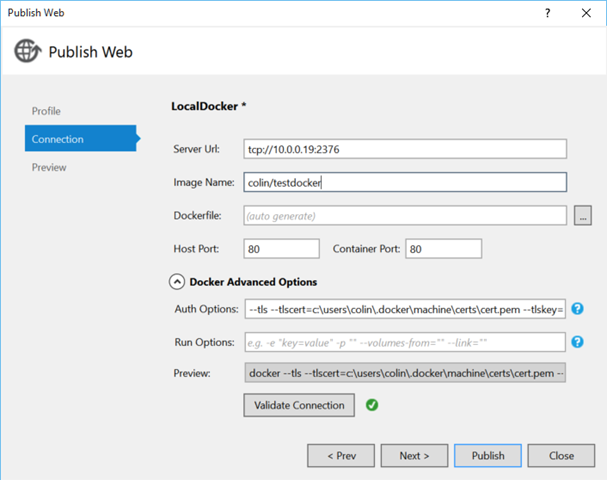 Publish Web
?
Publish Web
Profile
Connection
Preview
LocalDocker *
Server Url: tcp://10.0.0.19:2376
Image Name: colin/testdocker
Dockerfile: (auto generate) ...
Host Port: 80 Container Port: 80
Docker Advanced Options
Auth Options: --tls --tlscert=c:\users\colin\.docker\machine\certs\cert.pem --tlskey= ?
Run Options: e.g. -e "key=value" -p "" --volumes-from="" --link="" ?
Preview: docker --tls --tlscert=c:\users\colin\.docker\machine\certs\cert.pem --
Validate Connection
< Prev Next > Publish Close